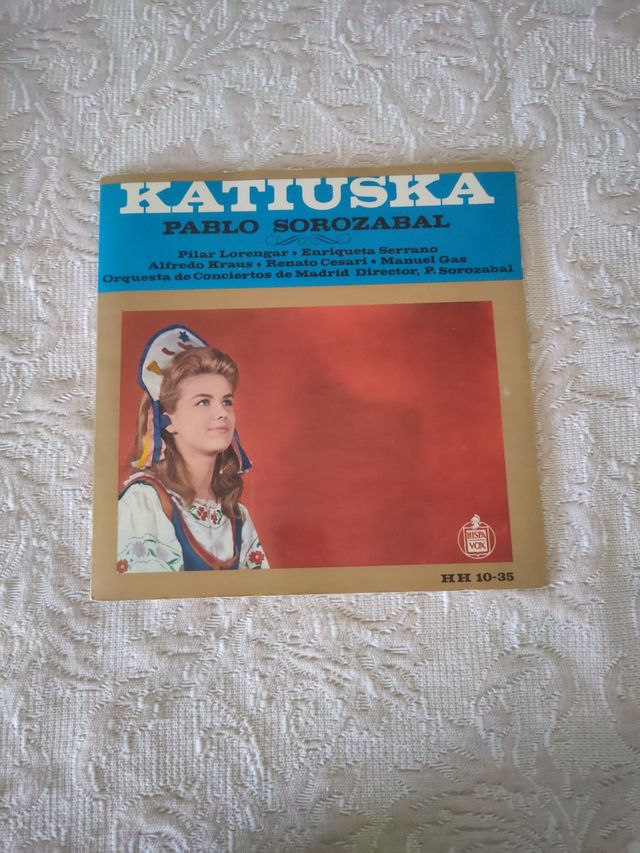 KATIUSKA
PABLO SOROZABAL
Pilar Lorengar • Enriqueta Serrano
Alfredo Kraus • Renato Cesari • Manuel Gas
Orquesta de Conciertos de Madrid Director, P. Sorozabal
HISPA
VOX
HH 10-35